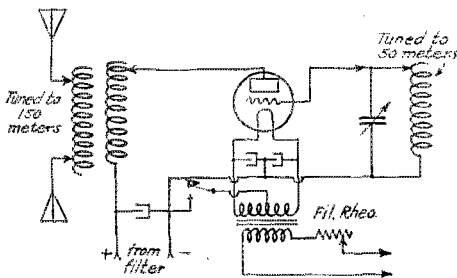 Tuned to
150
meters
Tuned to
50 meters
Fil. Rheo.
+ from -
filter